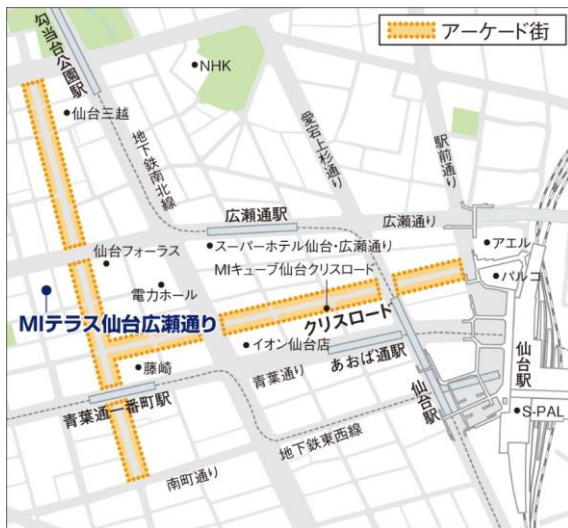 アーケード街
勾当台公園駅
NHK
仙台三越
地下鉄南北線
愛宕上杉通り
駅前通り
広瀬通駅
広瀬通り
仙台フォーラス
スーパーホテル仙台・広瀬通り
アエル
MIキューブ仙台クリスロード
パルコ
電力ホール
MIテラス仙台広瀬通り
クリスロード
イオン仙台店
あおば通駅
仙台駅
藤崎
青葉通り
仙台駅
青葉通一番町駅
S-PAL
地下鉄東西線
南町通り